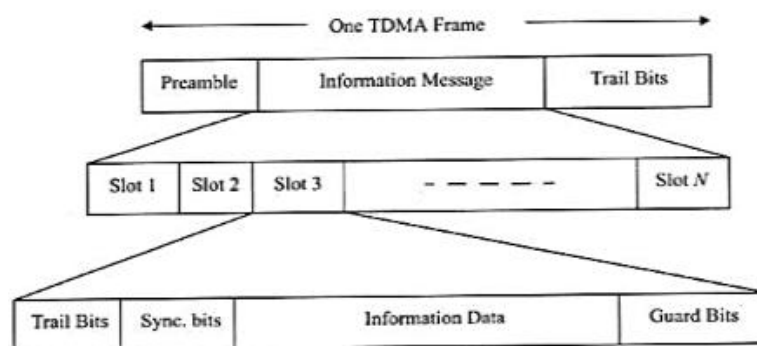 One TDMA Frame
Preamble Information Message Trail Bits
Slot 1 Slot 2 Slot 3 Slot N
Trail Bits Sync. bits Information Data Guard Bits